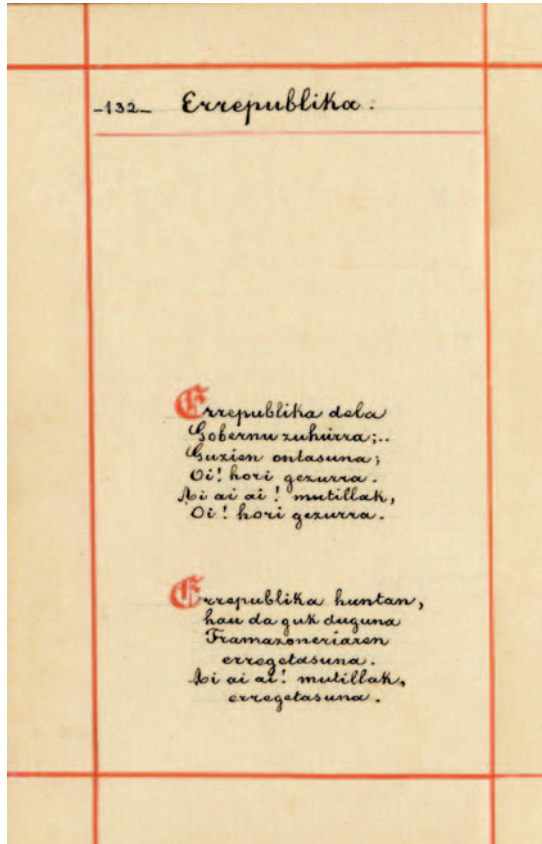 -132- Errepublika.
Errepublika dela
Gobernu zuhurra;..
Guzien ontasuna;
Oi! hori gezurra.
Ai ai ai! mutillak,
Oi! hori gezurra.
Errepublika huntan,
hau da guk duguna
Framazoneriaren
erregetasuna.
Ai ai ai! mutillak,
erregetasuna.